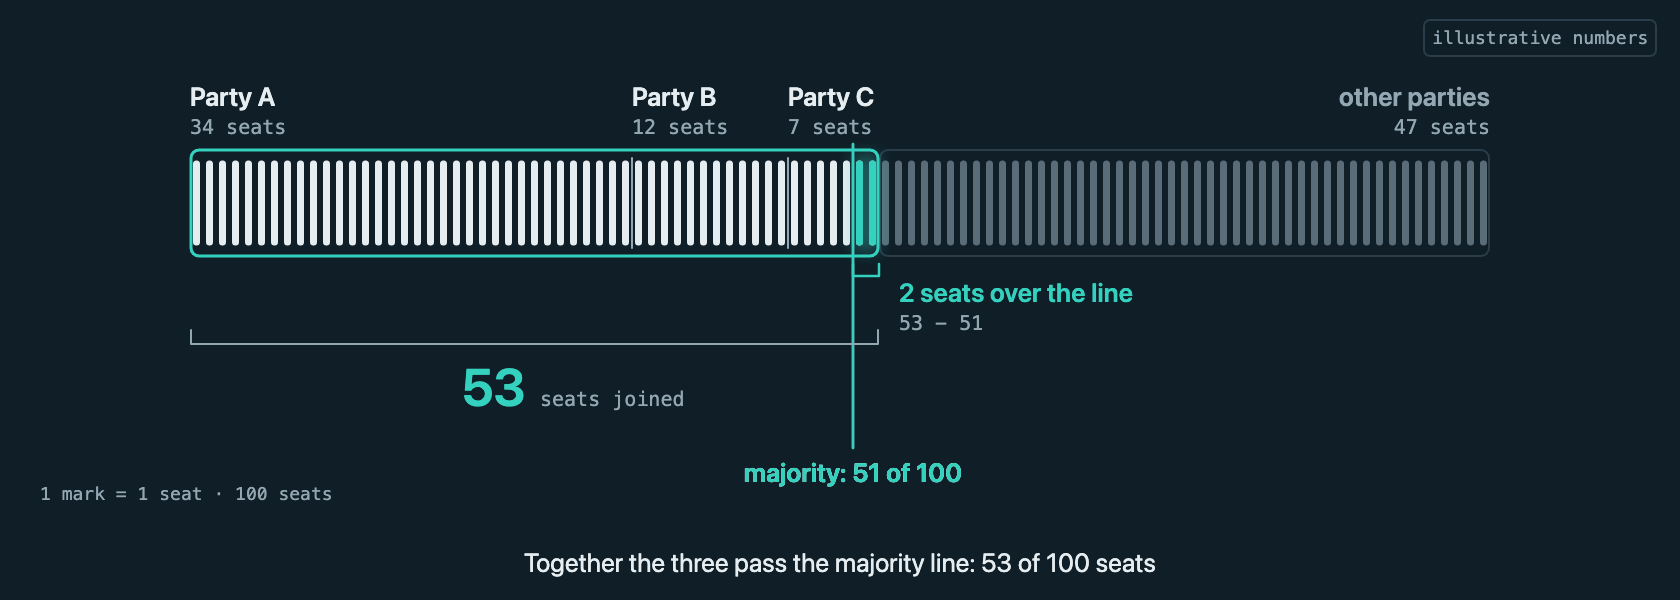 illustrative numbers
Party A
34 seats
Party B
12 seats
Party C
7 seats
other parties
47 seats
2 seats over the line
53 – 51
53 seats joined
majority: 51 of 100
1 mark = 1 seat · 100 seats
Together the three pass the majority line: 53 of 100 seats